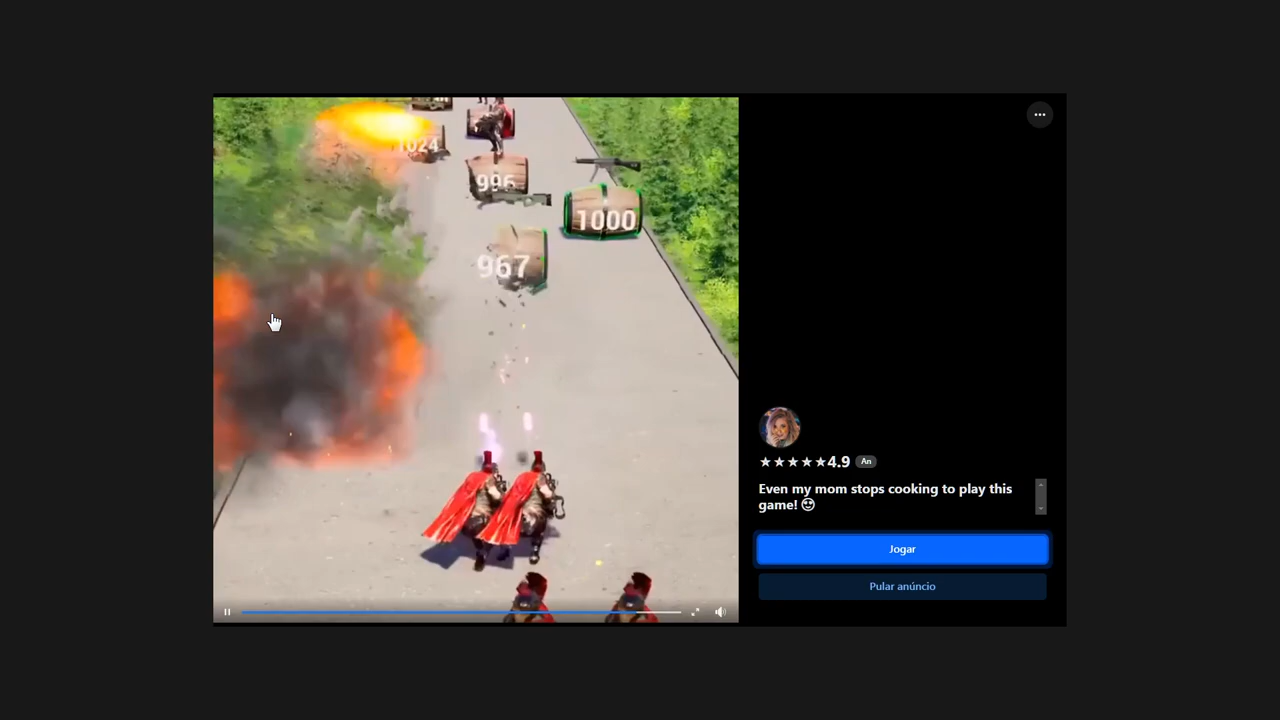 1024
996
1000
967
4.9 An
Even my mom stops cooking to play this
game!
Jogar
Pular anúncio